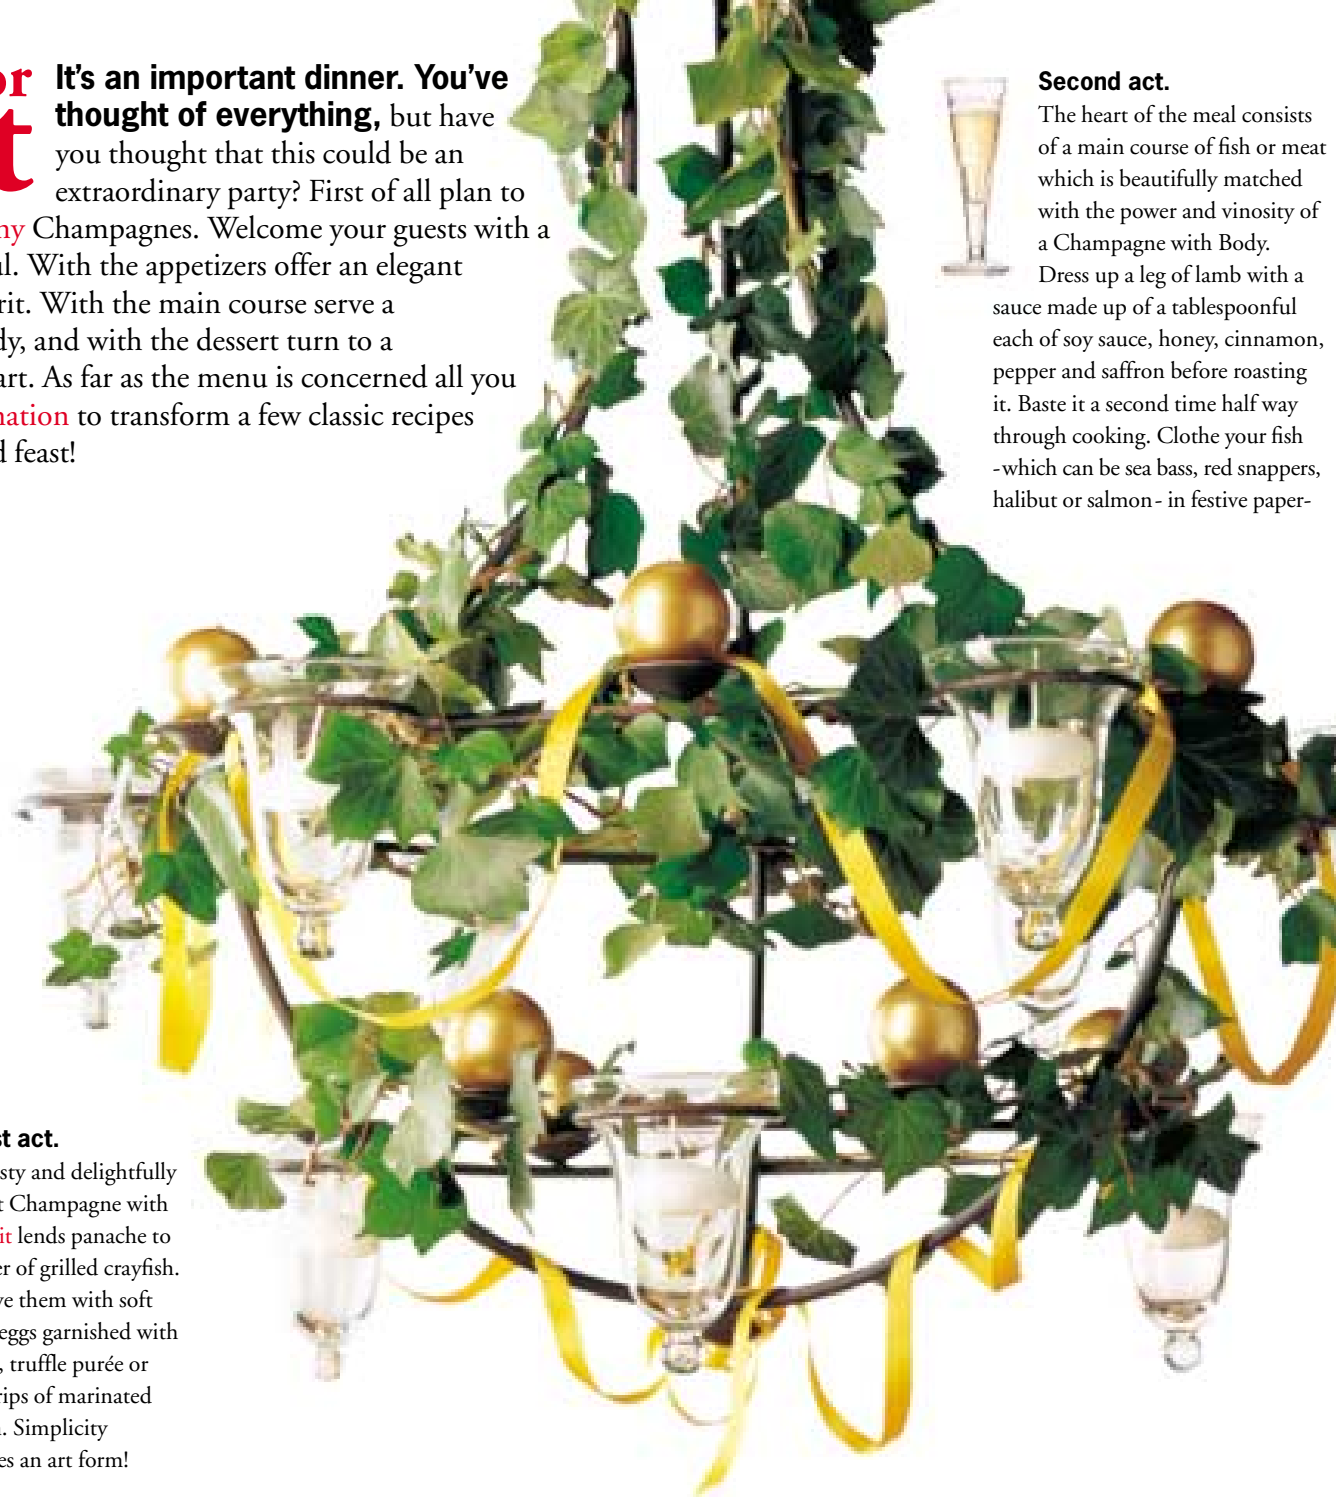 or
t
It's an important dinner. You've
thought of everything, but have
you thought that this could be an
extraordinary party? First of all plan to
ny Champagnes. Welcome your guests with a
ul. With the appetizers offer an elegant
rit. With the main course serve a
dy, and with the dessert turn to a
art. As far as the menu is concerned all you
nation to transform a few classic recipes
d feast!
Second act.
The heart of the meal consists
of a main course of fish or meat
which is beautifully matched
with the power and vinosity of
a Champagne with Body.
Dress up a leg of lamb with a
sauce made up of a tablespoonful
each of soy sauce, honey, cinnamon,
pepper and saffron before roasting
it. Baste it a second time half way
through cooking. Clothe your fish
-which can be sea bass, red snappers,
halibut or salmon- in festive paper-
st act.
sty and delightfully
t Champagne with
it lends panache to
er of grilled crayfish.
ve them with soft
eggs garnished with
, truffle purée or
rips of marinated
. Simplicity
es an art form!